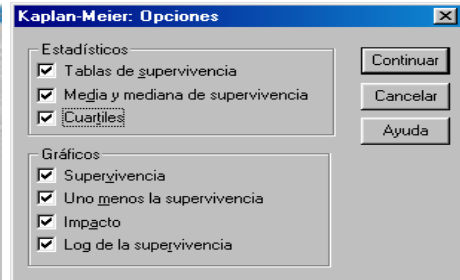 Kaplan-Meier: Opciones
Estadísticos
Tablas de supervivencia
Media y mediana de supervivencia
Cuartiles
Continuar
Cancelar
Ayuda
Gráficos
Supervivencia
Uno menos la supervivencia
Impacto
Log de la supervivencia